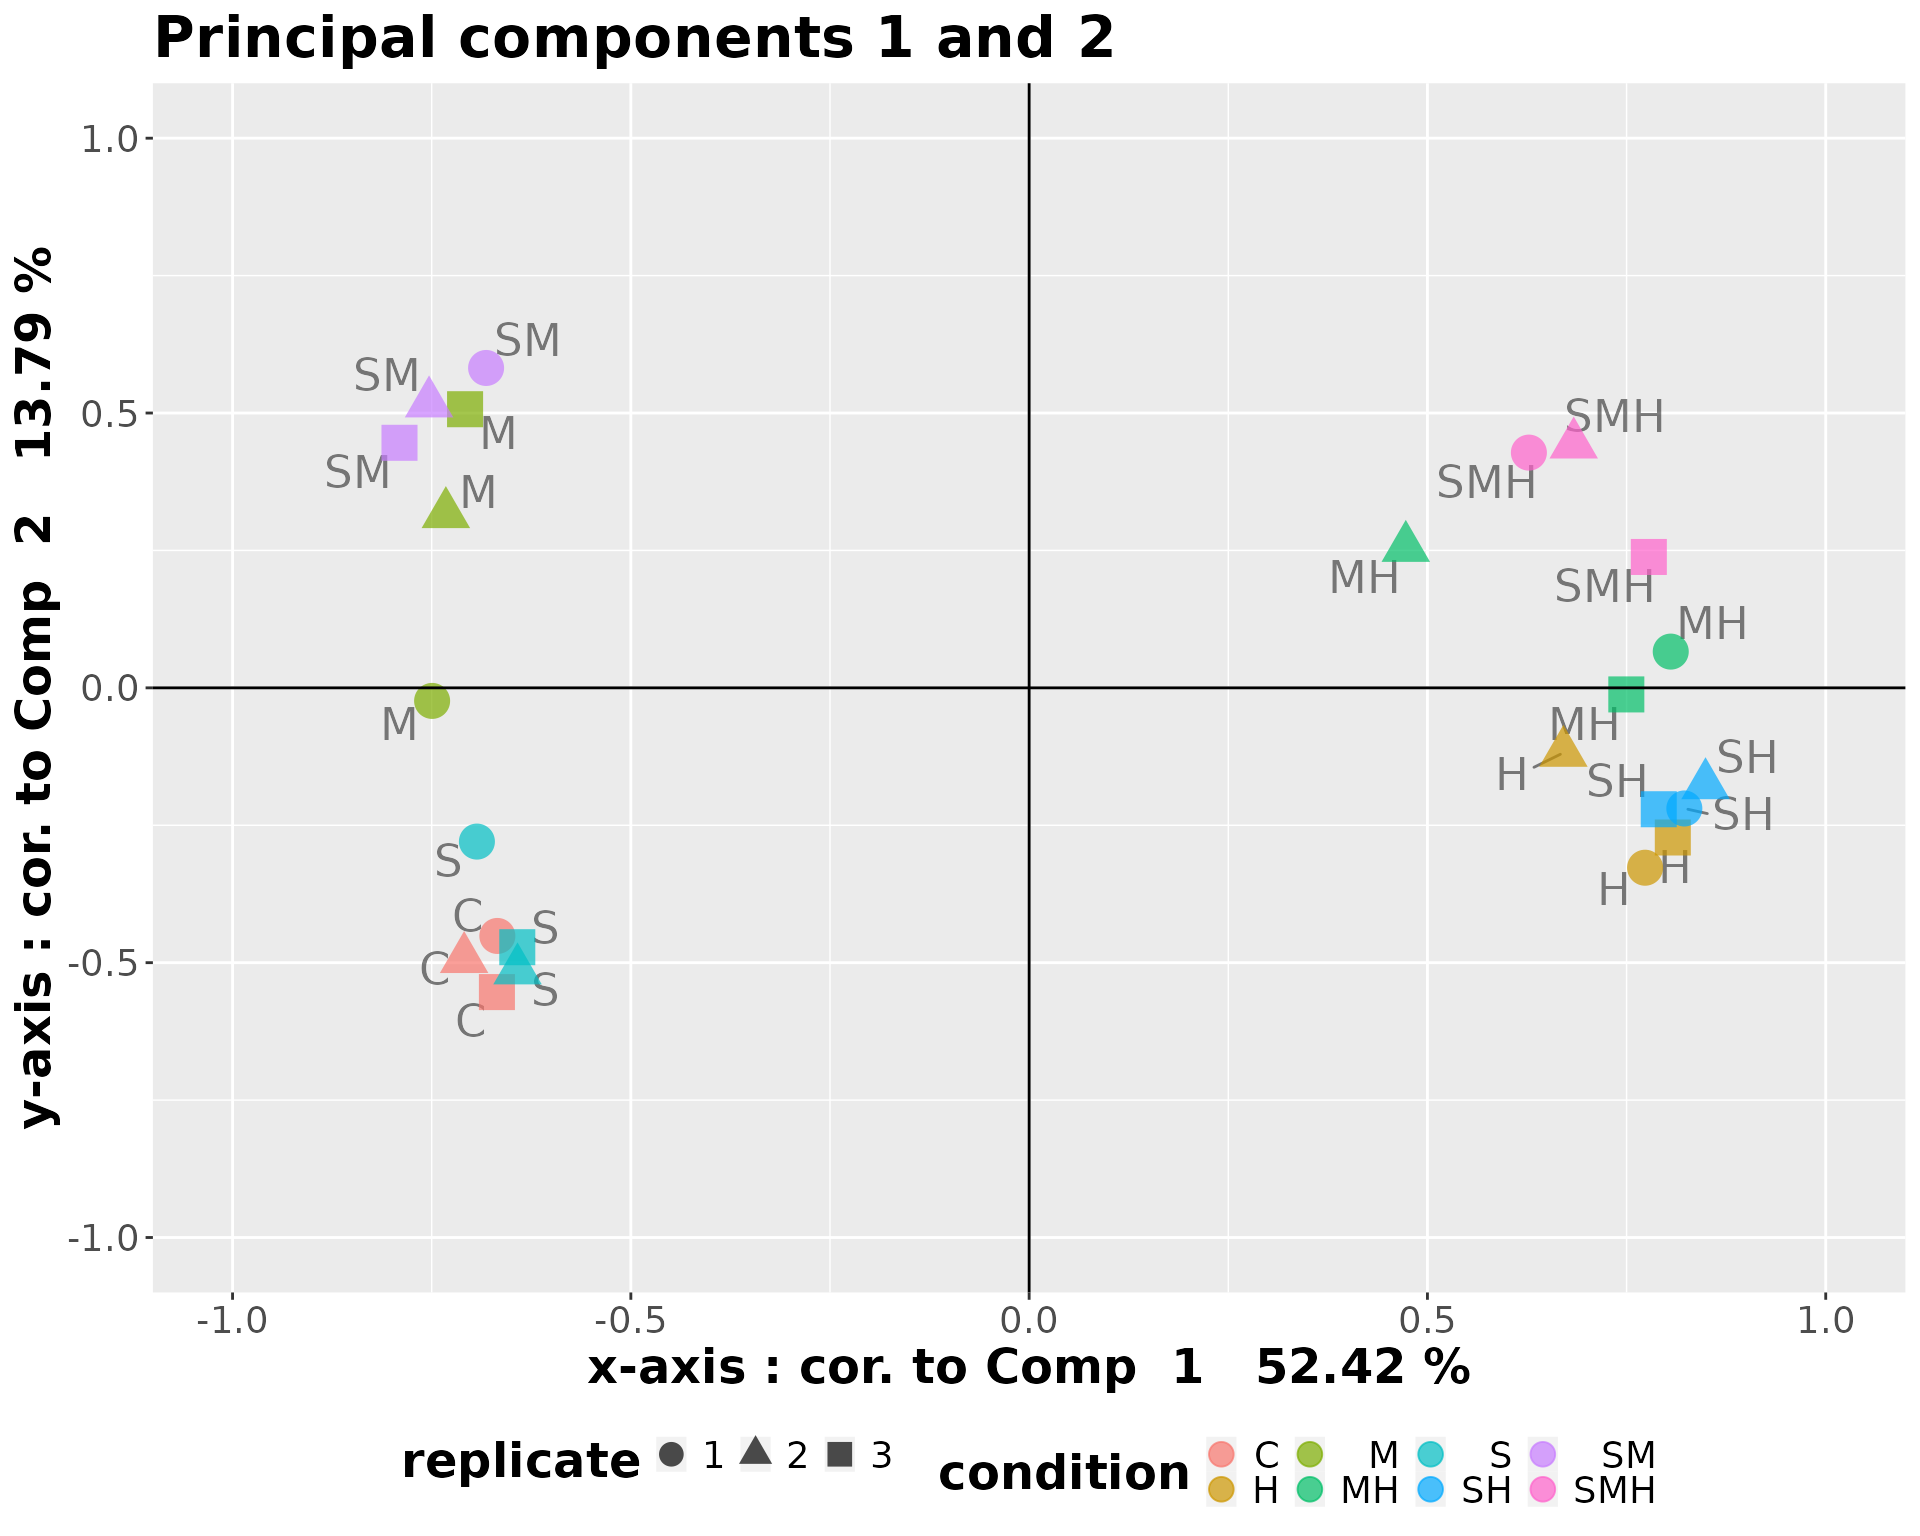 Principal components 1 and 2
y-axis : cor. to Comp 2 13.79 %
1.0
0.5
0.0
-0.5
-1.0
SM
SM
M
SM
M
M
S
C
S
C
S
C
SMH
SMH
MH
SMH
MH
MH
H
SH
SH
SH
H
H
-1.0 -0.5 0.0 0.5 1.0
x-axis : cor. to Comp 1 52.42 %
replicate 1 2 3
condition C M S SM
H MH SH SMH